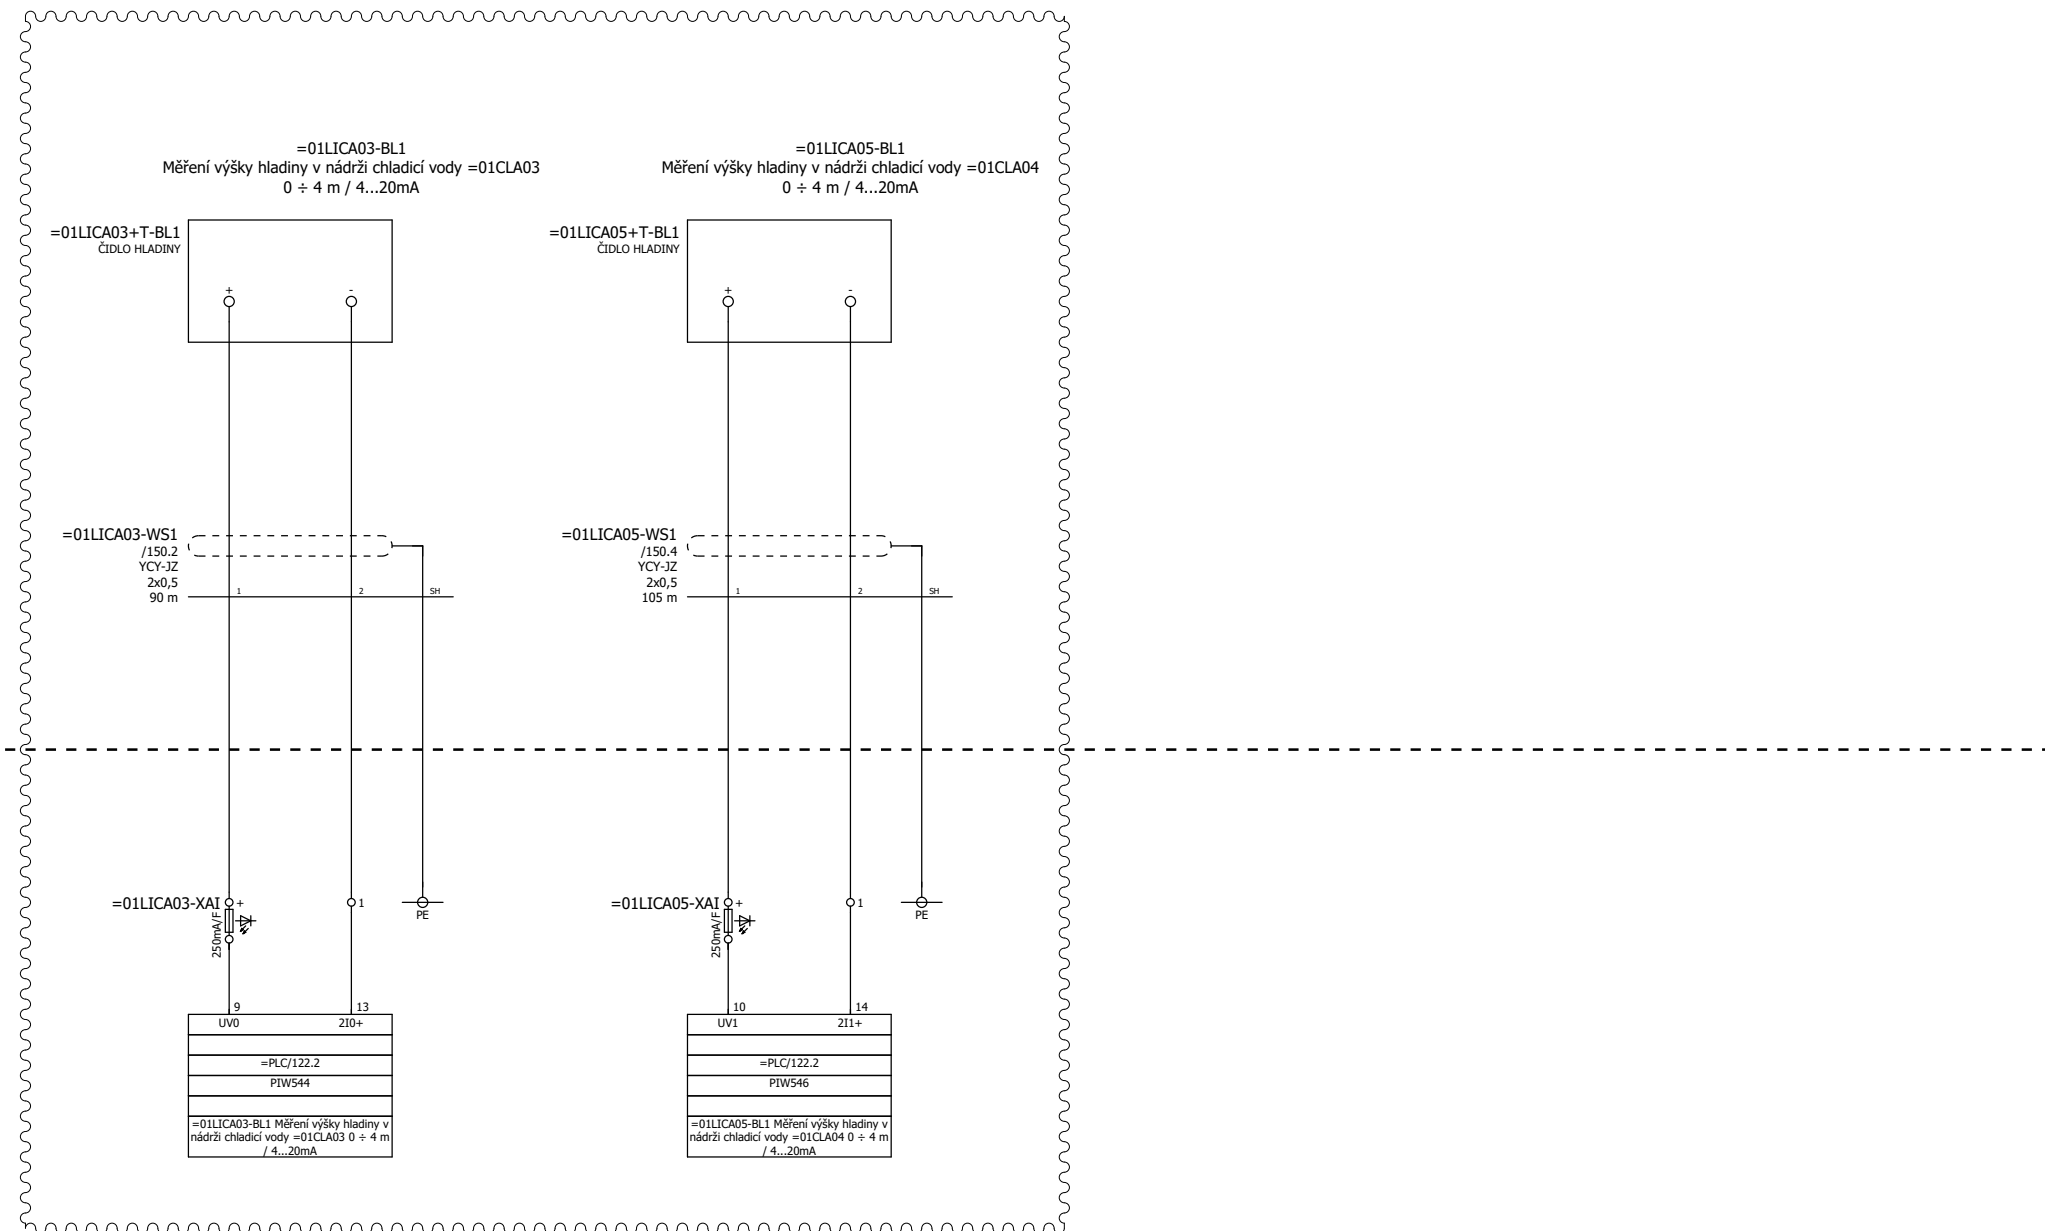 =01LICA03-BL1
Měření výšky hladiny v nádrži chladicí vody =01CLA03
0 ÷ 4 m / 4...20mA
=01LICA03+T-BL1
ČIDLO HLADINY
+
-
=01LICA03-WS1
/150.2
YCY-JZ
2x0,5
90 m
1
2
SH
=01LICA03-XAI
+
250mA/F
1
PE
9
13
UV0
2I0+
=PLC/122.2
PIW544
=01LICA03-BL1 Měření výšky hladiny v
nádrži chladicí vody =01CLA03 0 ÷ 4 m
/ 4...20mA
=01LICA05-BL1
Měření výšky hladiny v nádrži chladicí vody =01CLA04
0 ÷ 4 m / 4...20mA
=01LICA05+T-BL1
ČIDLO HLADINY
+
-
=01LICA05-WS1
/150.4
YCY-JZ
2x0,5
105 m
1
2
SH
=01LICA05-XAI
+
250mA/F
1
PE
10
14
UV1
2I1+
=PLC/122.2
PIW546
=01LICA05-BL1 Měření výšky hladiny v
nádrži chladicí vody =01CLA04 0 ÷ 4 m
/ 4...20mA